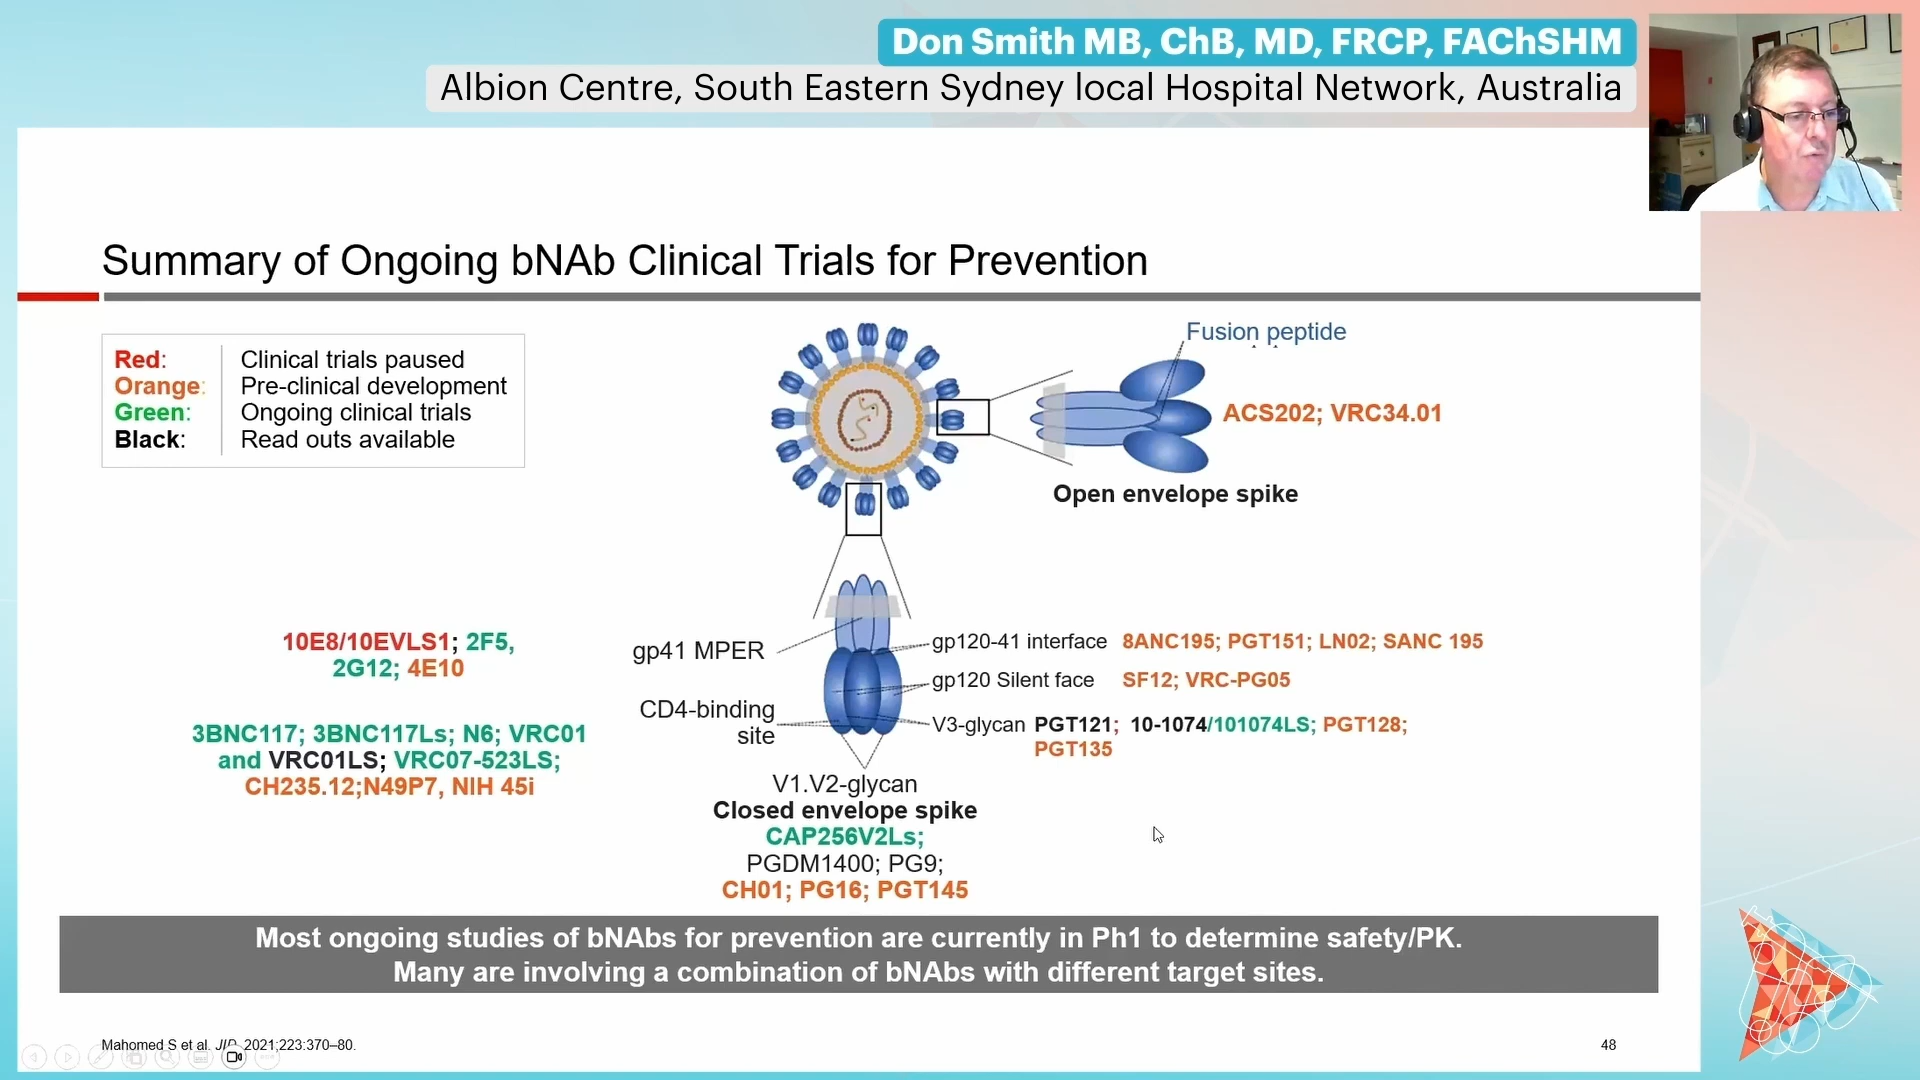 Don Smith MB, ChB, MD, FRCP, FAChSHM
Albion Centre, South Eastern Sydney local Hospital Network, Australia
Summary of Ongoing bNAb Clinical Trials for Prevention
Red: Clinical trials paused
Orange: Pre-clinical development
Green: Ongoing clinical trials
Black: Read outs available
Fusion peptide
ACS202; VRC34.01
Open envelope spike
10E8/10EVLS1; 2F5,
2G12; 4E10
gp41 MPER
gp120-41 interface 8ANC195; PGT151; LN02; SANC 195
gp120 Silent face SF12; VRC-PG05
3BNC117; 3BNC117Ls; N6; VRC01
and VRC01LS; VRC07-523LS;
CH235.12;N49P7, NIH 45i
CD4-binding
site
V3-glycan PGT121; 10-1074/101074LS; PGT128;
PGT135
V1.V2-glycan
Closed envelope spike
CAP256V2Ls;
PGDM1400; PG9;
CH01; PG16; PGT145
Most ongoing studies of bNAbs for prevention are currently in Ph1 to determine safety/PK.
Many are involving a combination of bNAbs with different target sites.
Mahomed S et al. JID. 2021;223:370–80.
48